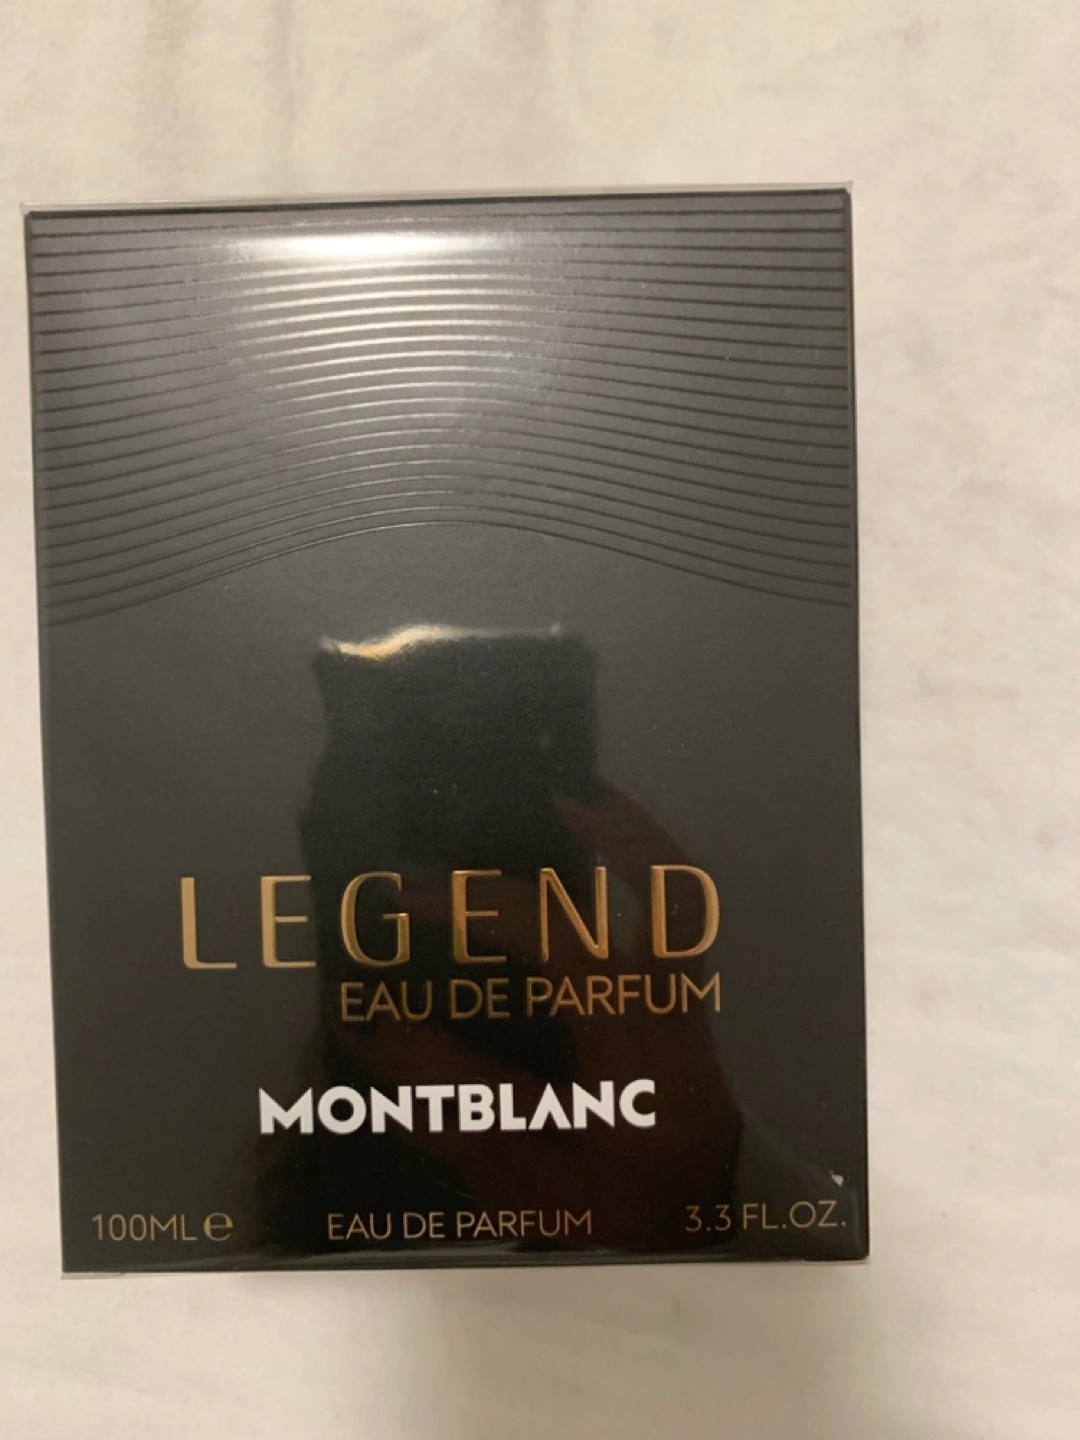 LEGEND
EAU DE PARFUM
MONTBLANC
100ML ℮ EAU DE PARFUM 3.3 FL.OZ.